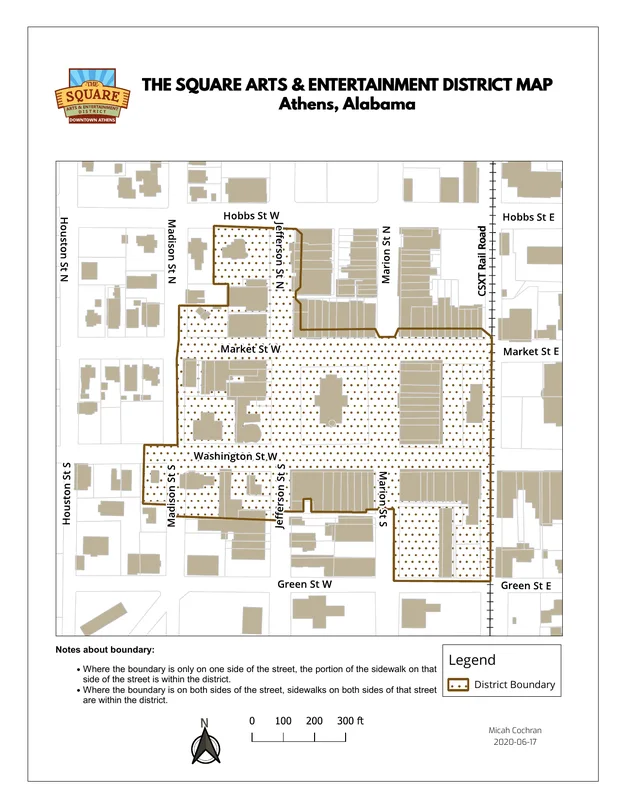 THE SQUARE ARTS & ENTERTAINMENT DISTRICT MAP
Athens, Alabama
THE
SQUARE
ARTS & ENTERTAINMENT
DISTRICT
DOWNTOWN ATHENS
Hobbs St W
Hobbs St E
Houston St N
Madison St N
Jefferson St N
Marion St N
CSXT Rail Road
Market St W
Market St E
Washington St W
Houston St S
Madison St S
Jefferson St S
Marion St S
Green St W
Green St E
Notes about boundary:
• Where the boundary is only on one side of the street, the portion of the sidewalk on that
side of the street is within the district.
• Where the boundary is on both sides of the street, sidewalks on both sides of that street
are within the district.
Legend
District Boundary
N
0 100 200 300 ft
Micah Cochran
2020-06-17